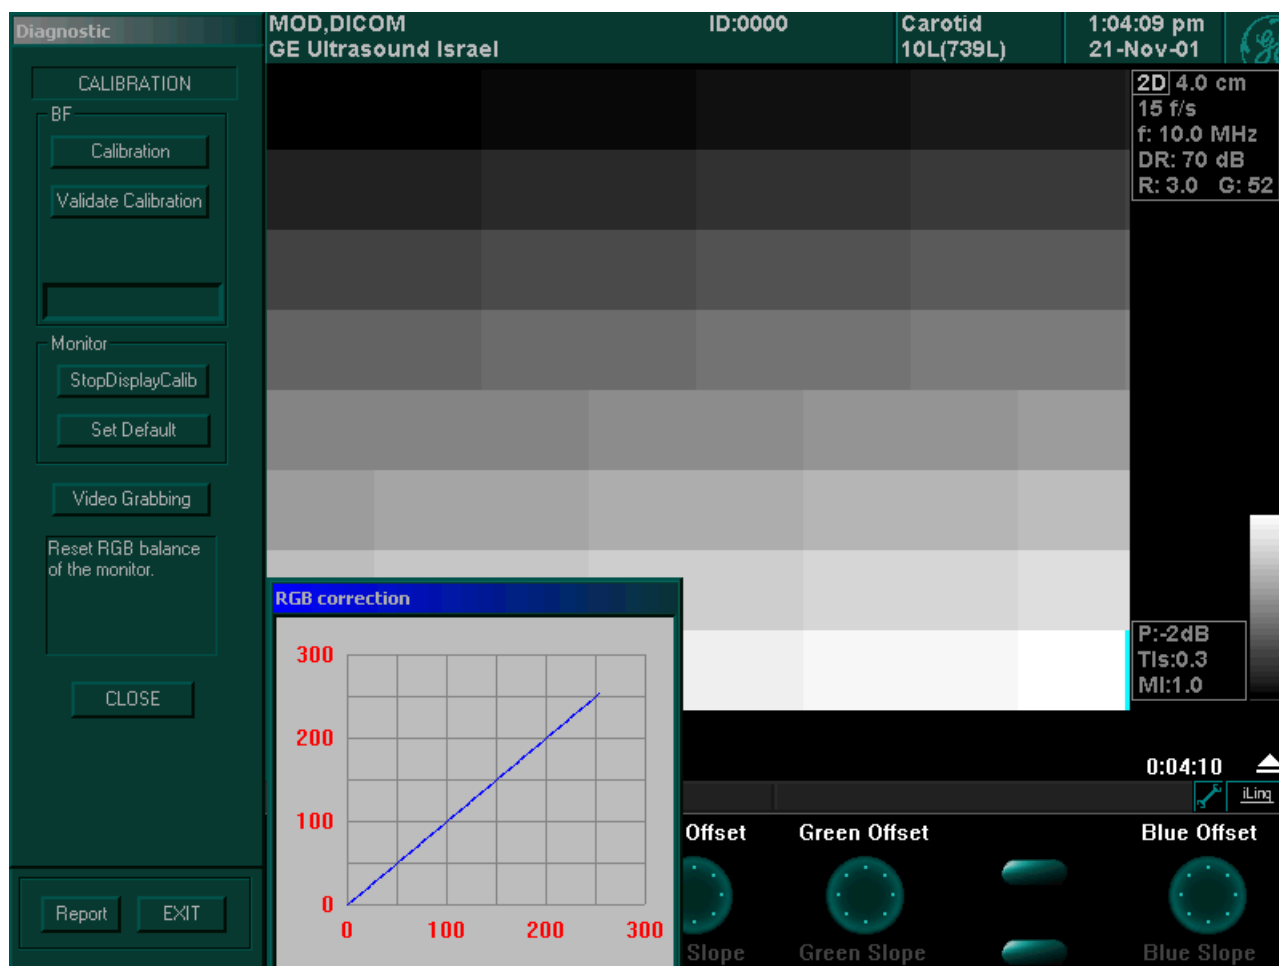 Diagnostic
MOD,DICOM
ID:0000
Carotid
1:04:09 pm
GE Ultrasound Israel
10L(739L)
21-Nov-01
CALIBRATION
BF
Calibration
Validate Calibration
Monitor
StopDisplayCalib
Set Default
Video Grabbing
Reset RGB balance
of the monitor.
CLOSE
Report
EXIT
2D 4.0 cm
15 f/s
f: 10.0 MHz
DR: 70 dB
R: 3.0 G: 52
P:-2dB
TIs:0.3
MI:1.0
0:04:10
iLinq
RGB correction
300
200
100
0
0 100 200 300
Offset
Green Offset
Blue Offset
Slope
Green Slope
Blue Slope